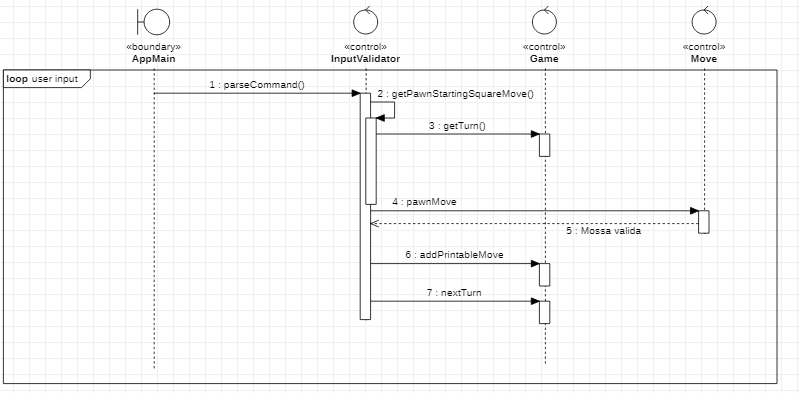 «boundary»
AppMain
«control»
InputValidator
«control»
Game
«control»
Move
loop user input
1 : parseCommand()
2 : getPawnStartingSquareMove()
3 : getTurn()
4 : pawnMove
5 : Mossa valida
6 : addPrintableMove
7 : nextTurn